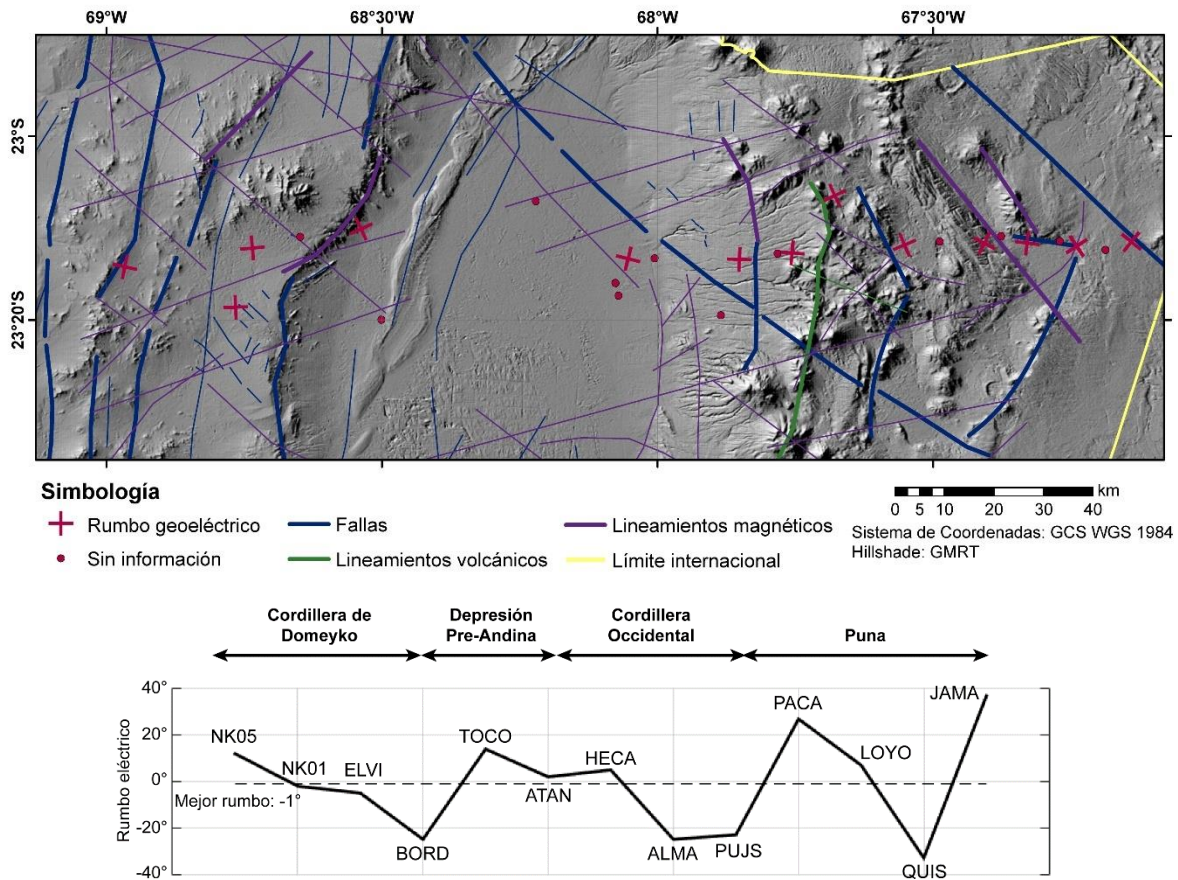 69°W 68°30'W 68°W 67°30'W
23°S
23°20'S
Simbología
Rumbo geoeléctrico
Fallas
Lineamientos magnéticos
Sin información
Lineamientos volcánicos
Límite internacional
km
0 5 10 20 30 40
Sistema de Coordenadas: GCS WGS 1984
Hillshade: GMRT
Cordillera de
Domeyko
Depresión
Pre-Andina
Cordillera
Occidental
Puna
Rumbo eléctrico
40°
20°
0°
-20°
-40°
NK05
NK01
ELVI
BORD
TOCO
ATAN
HECA
ALMA
PUJS
PACA
LOYO
QUIS
JAMA
Mejor rumbo: -1°